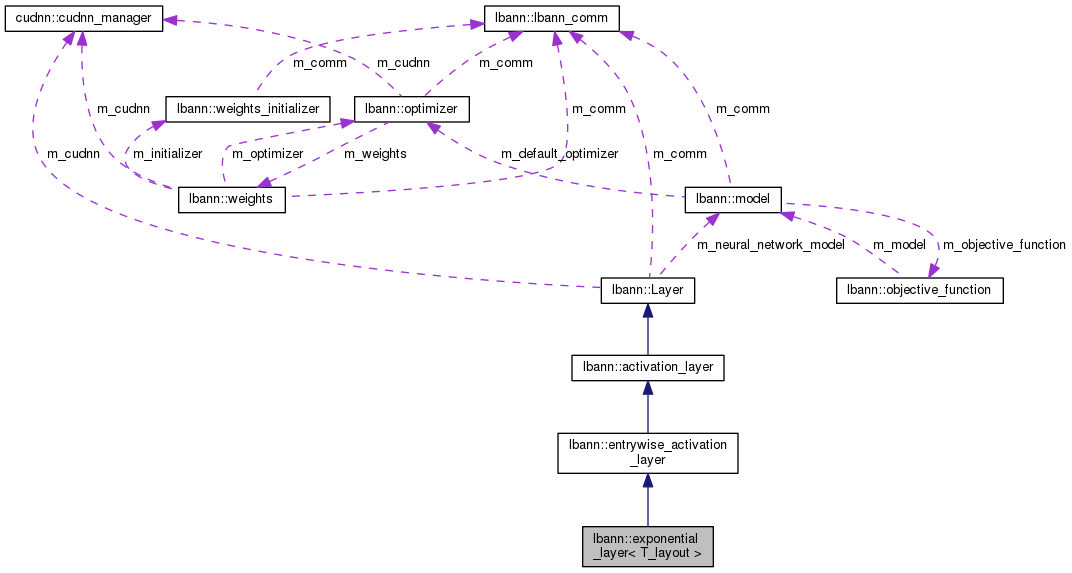 cudnn::cudnn_manager
lbann::lbann_comm
m_comm
m_cudnn
m_comm
lbann::weights_initializer
lbann::optimizer
m_cudnn
m_comm
m_comm
m_cudnn
m_initializer
m_optimizer
m_weights
m_default_optimizer
m_comm
lbann::weights
lbann::model
m_neural_network_model
m_model
m_objective_function
lbann::Layer
lbann::objective_function
lbann::activation_layer
lbann::entrywise_activation
_layer
lbann::exponential
_layer< T_layout >